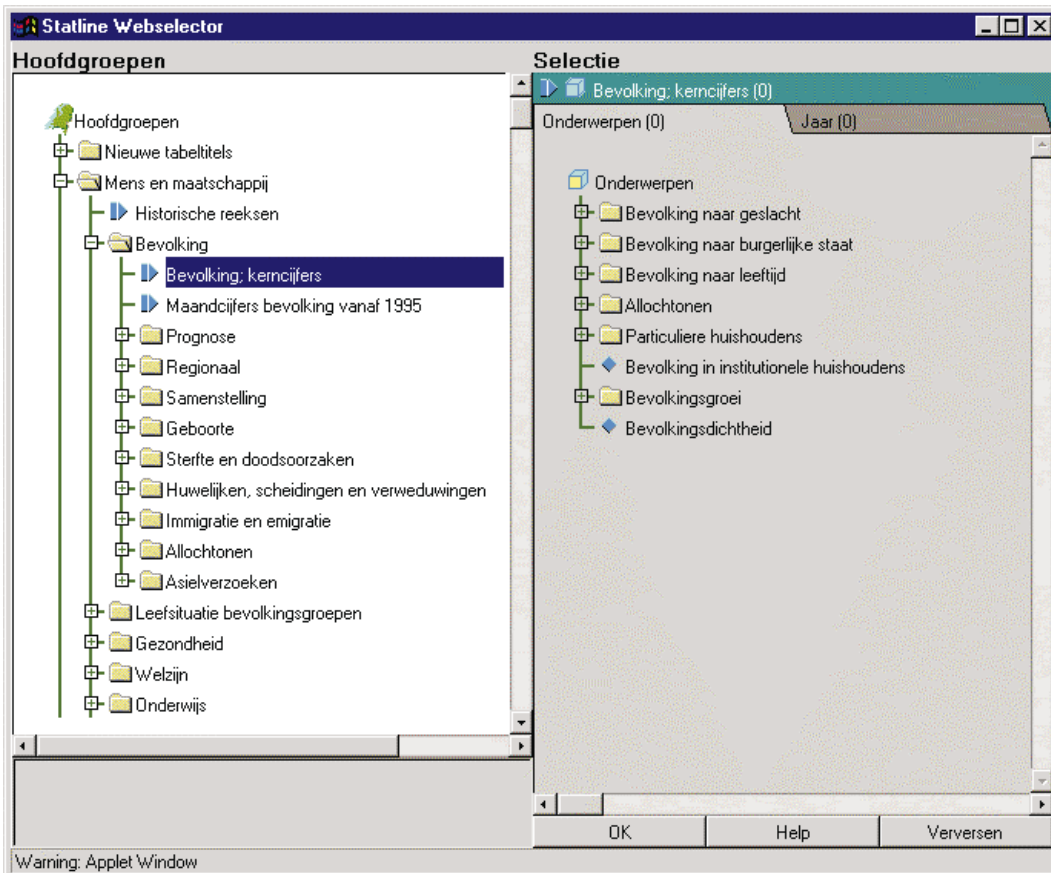 Statline Webselector
Hoofdgroepen
Hoofdgroepen
Nieuwe tabeltitels
Mens en maatschappij
Historische reeksen
Bevolking
Bevolking; kerncijfers
Maandcijfers bevolking vanaf 1995
Prognose
Regionaal
Samenstelling
Geboorte
Sterfte en doodsoorzaken
Huwelijken, scheidingen en verweduwingen
Immigratie en emigratie
Allochtonen
Asielverzoeken
Leefsituatie bevolkingsgroepen
Gezondheid
Welzijn
Onderwijs
Selectie
Bevolking; kerncijfers (0)
Onderwerpen (0)
Jaar (0)
Onderwerpen
Bevolking naar geslacht
Bevolking naar burgerlijke staat
Bevolking naar leeftijd
Allochtonen
Particuliere huishoudens
Bevolking in institutionele huishoudens
Bevolkingsgroei
Bevolkingsdichtheid
OK
Help
Verversen
Warning: Applet Window